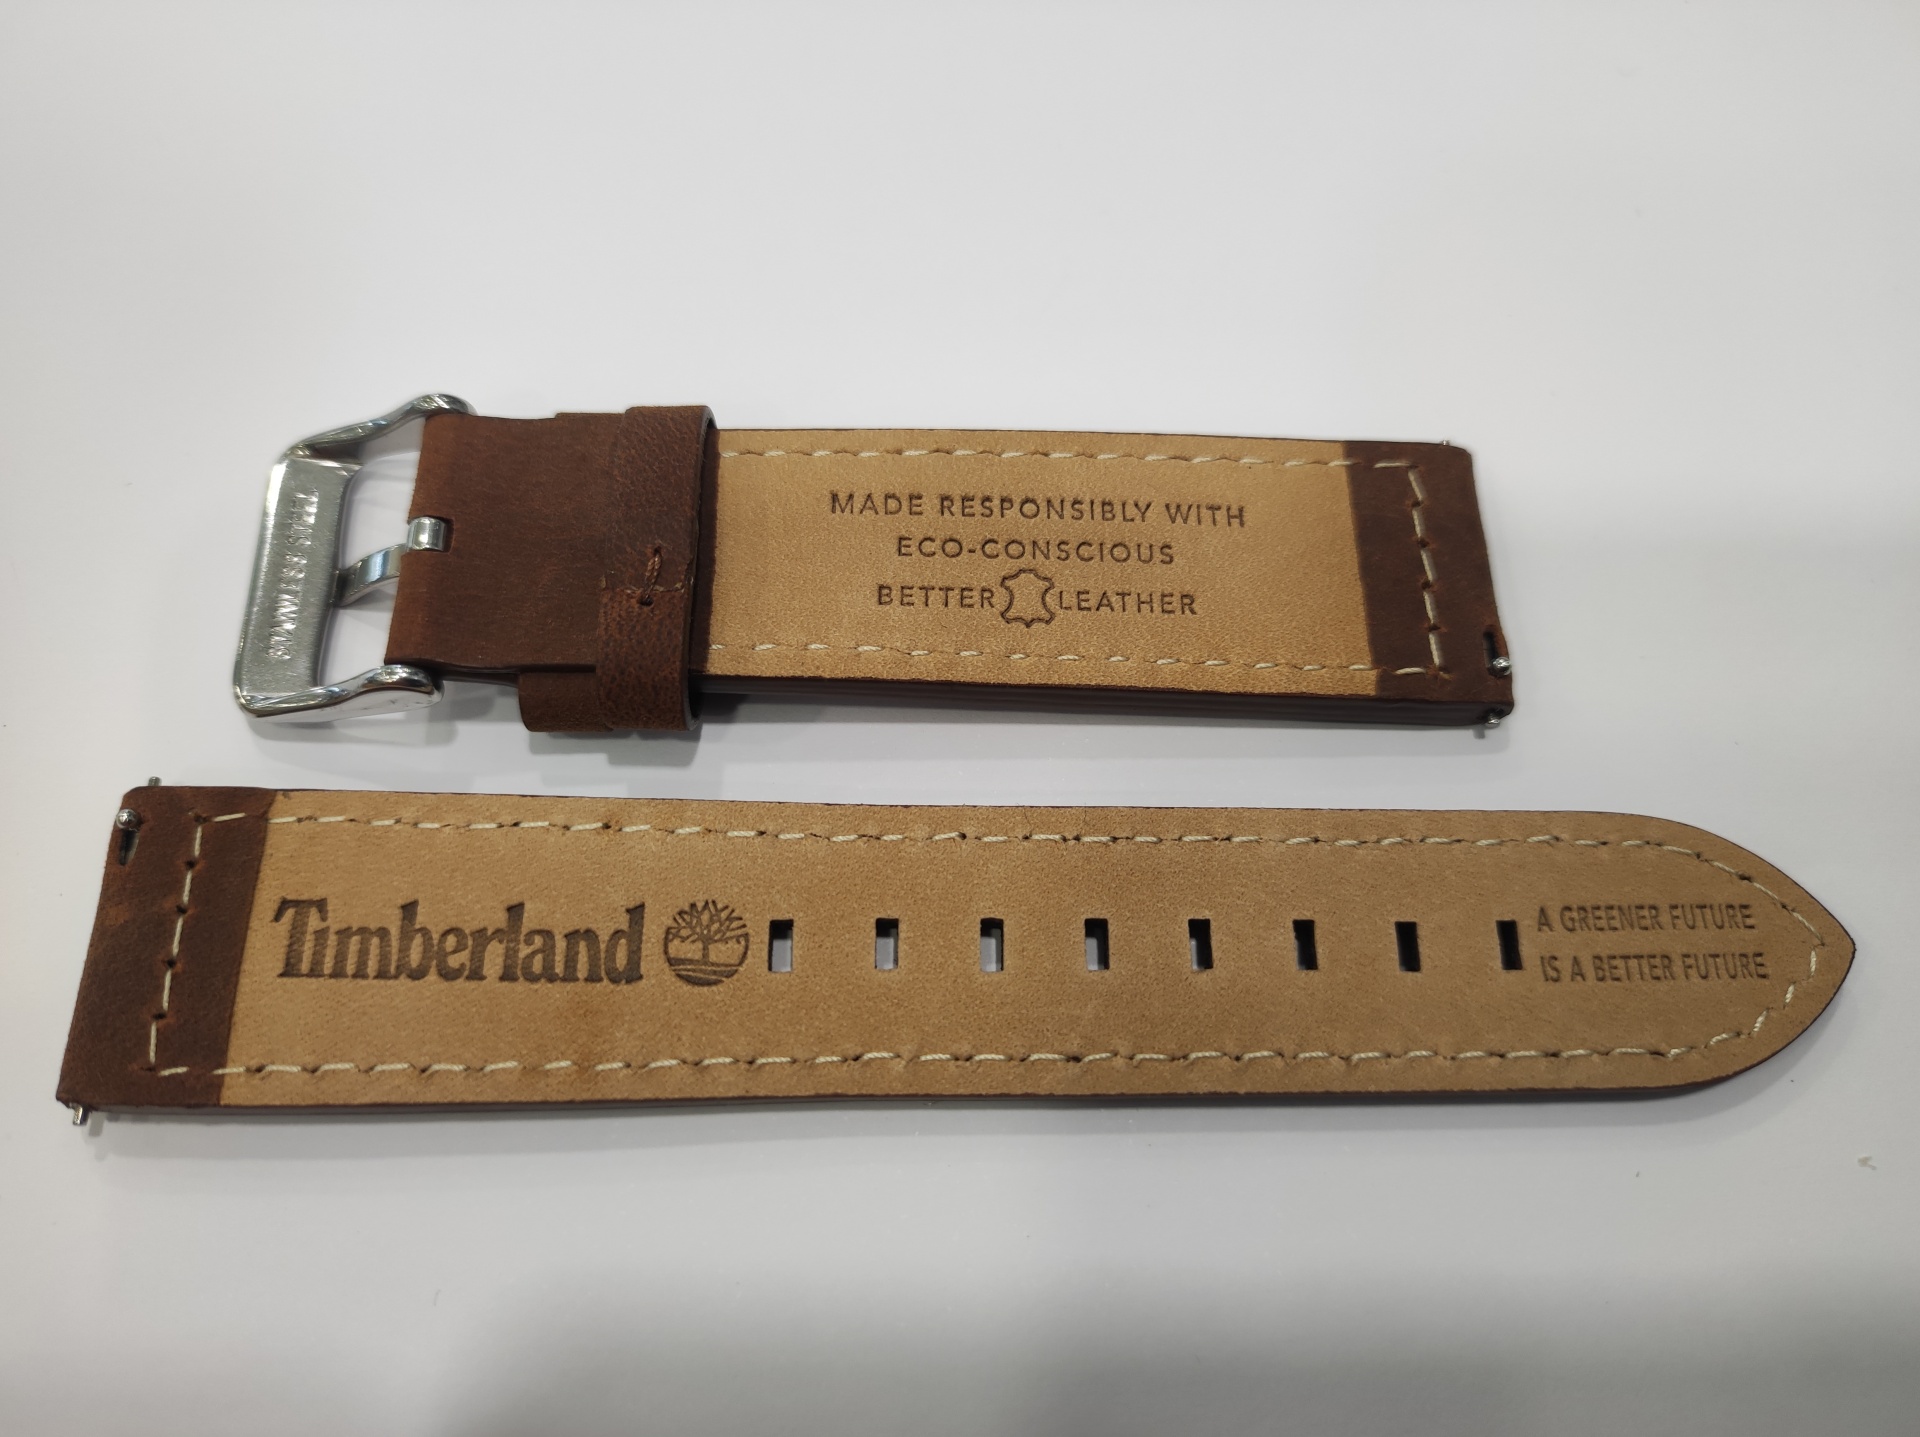 STAINLESS STEEL
MADE RESPONSIBLY WITH
ECO-CONSCIOUS
BETTER LEATHER
Timberland
A GREENER FUTURE
IS A BETTER FUTURE